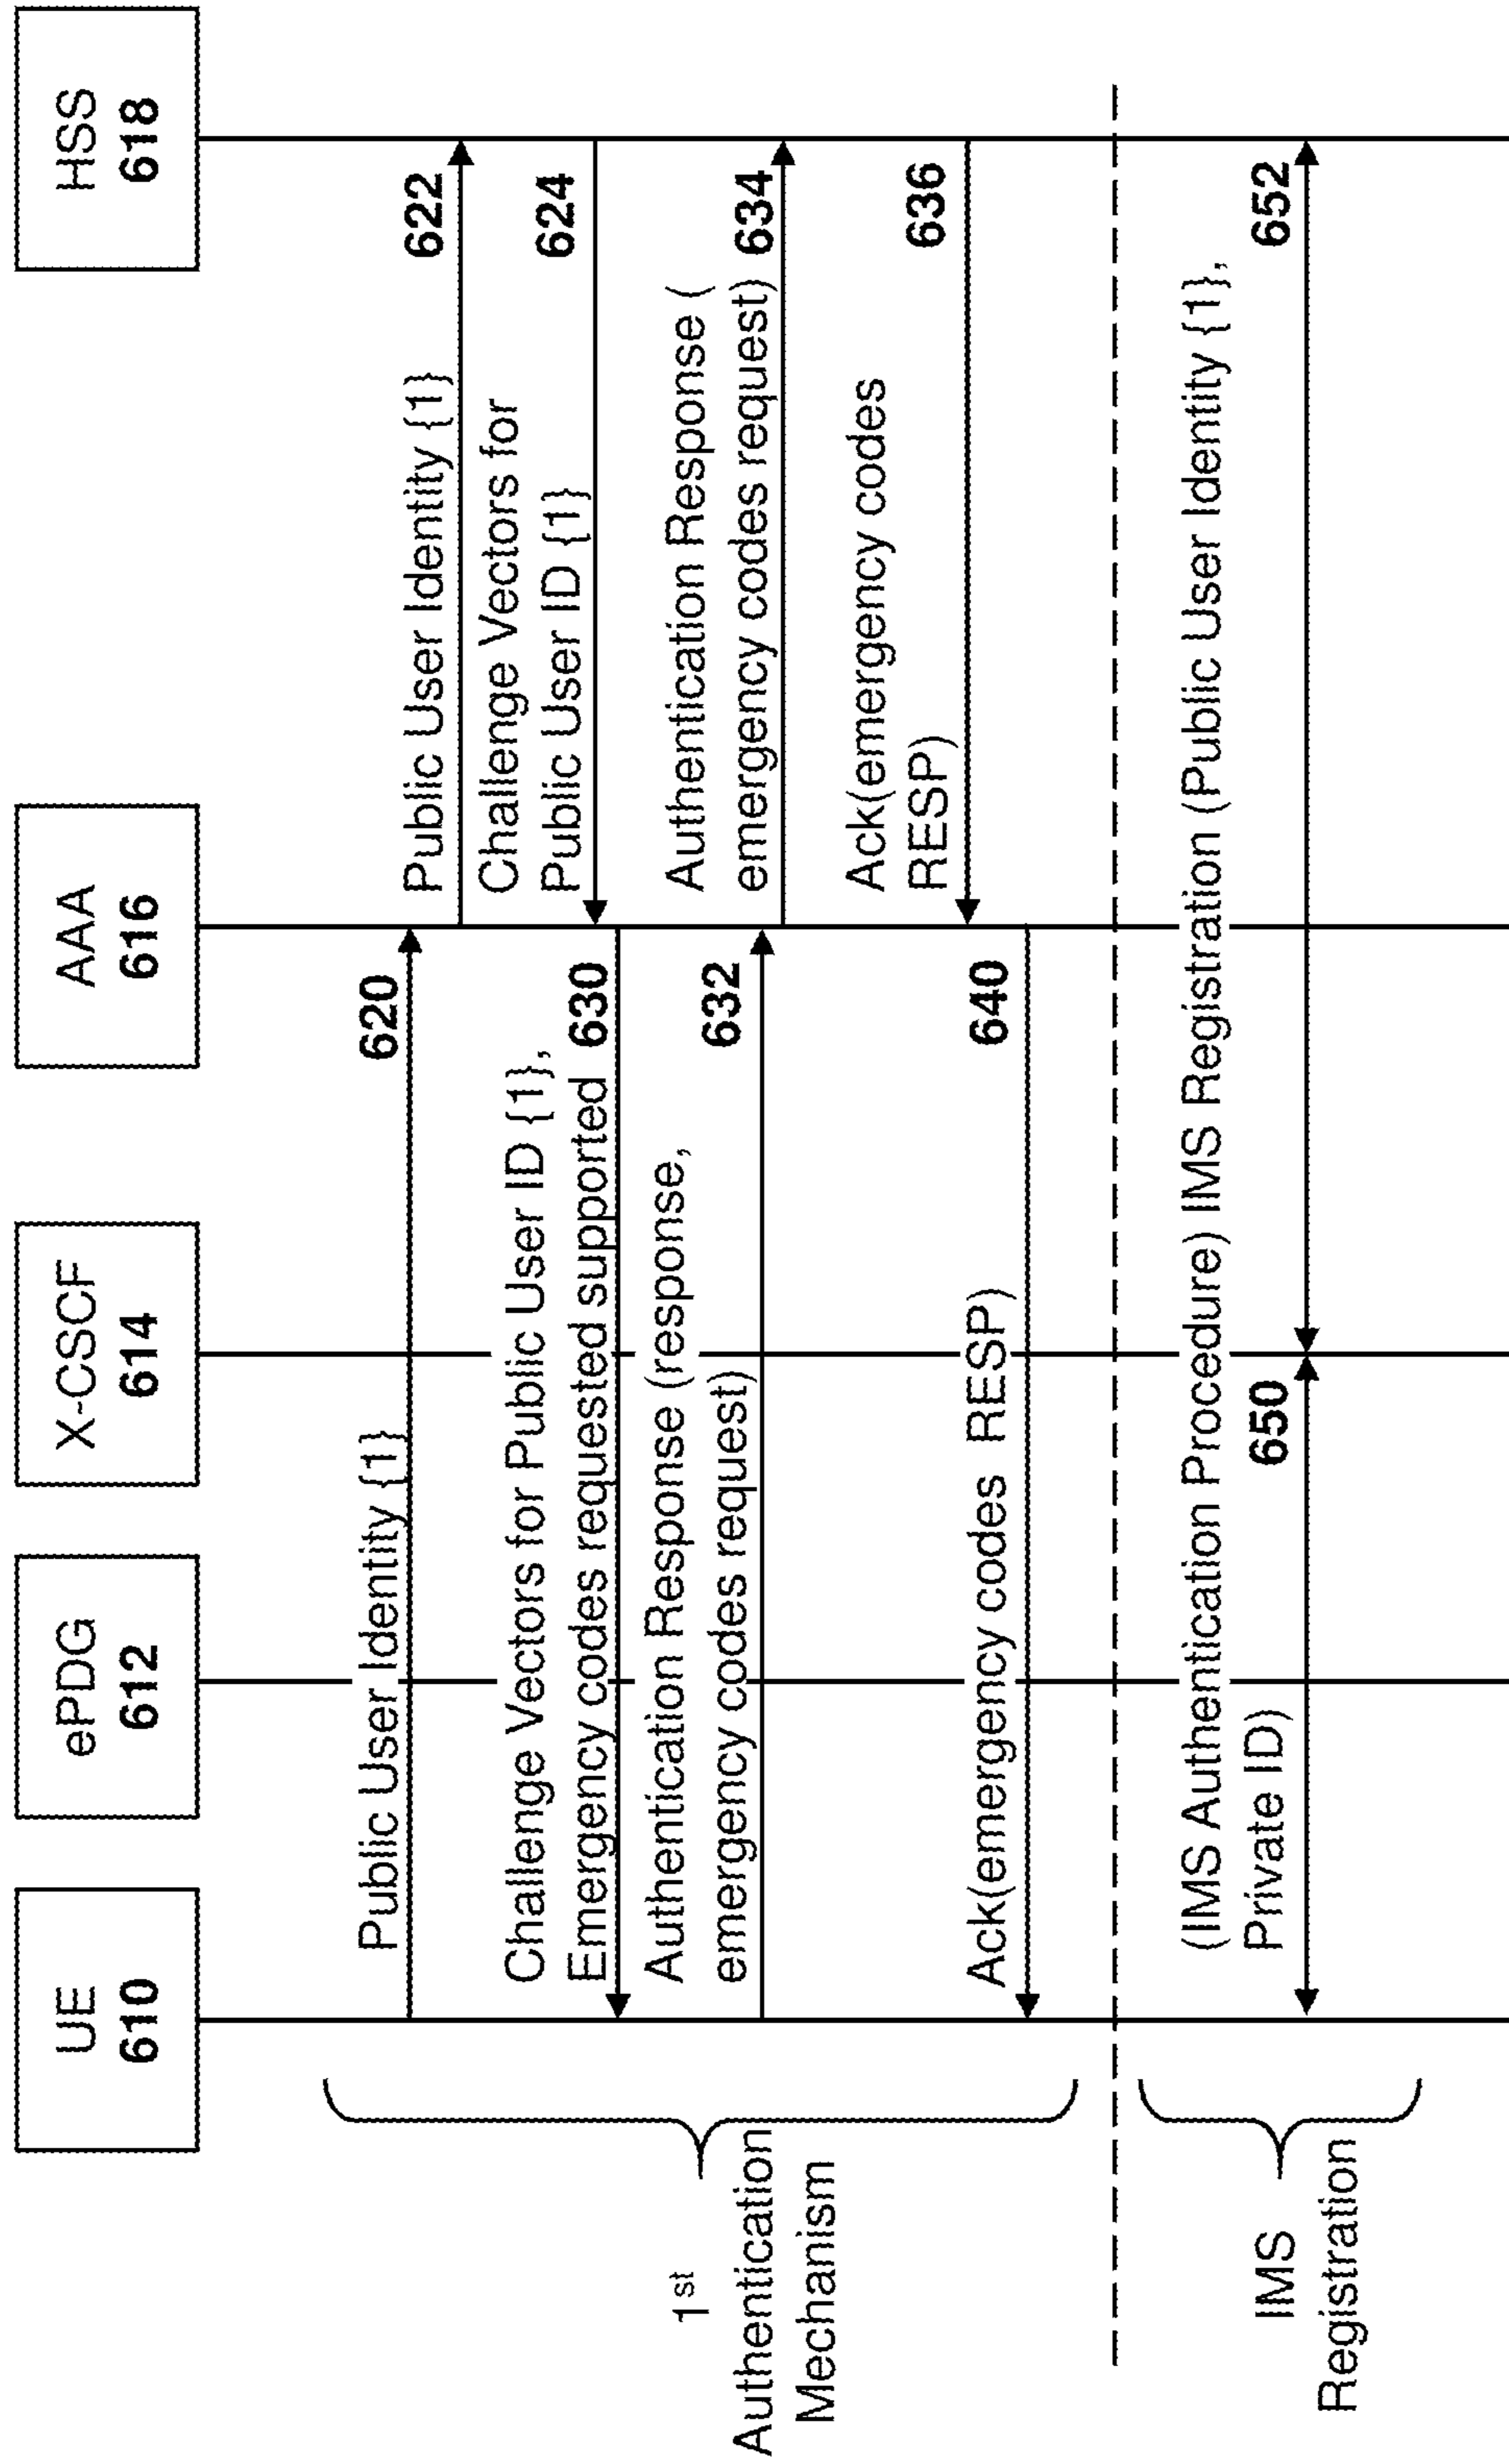 UE
610
ePDG
612
X-CSCF
614
AAA
616
HSS
618
Public User Identity {1}
620
Public User Identity {1}
622
Challenge Vectors for
Public User ID {1}
624
Challenge Vectors for Public User ID {1},
Emergency codes requested supported
630
Authentication Response (response,
emergency codes request)
632
Authentication Response (
emergency codes request)
634
Ack(emergency codes
RESP)
636
Ack(emergency codes RESP)
640
1st
Authentication
Mechanism
(IMS Authentication Procedure) IMS Registration (Public User Identity {1},
Private ID)
650
652
IMS
Registration